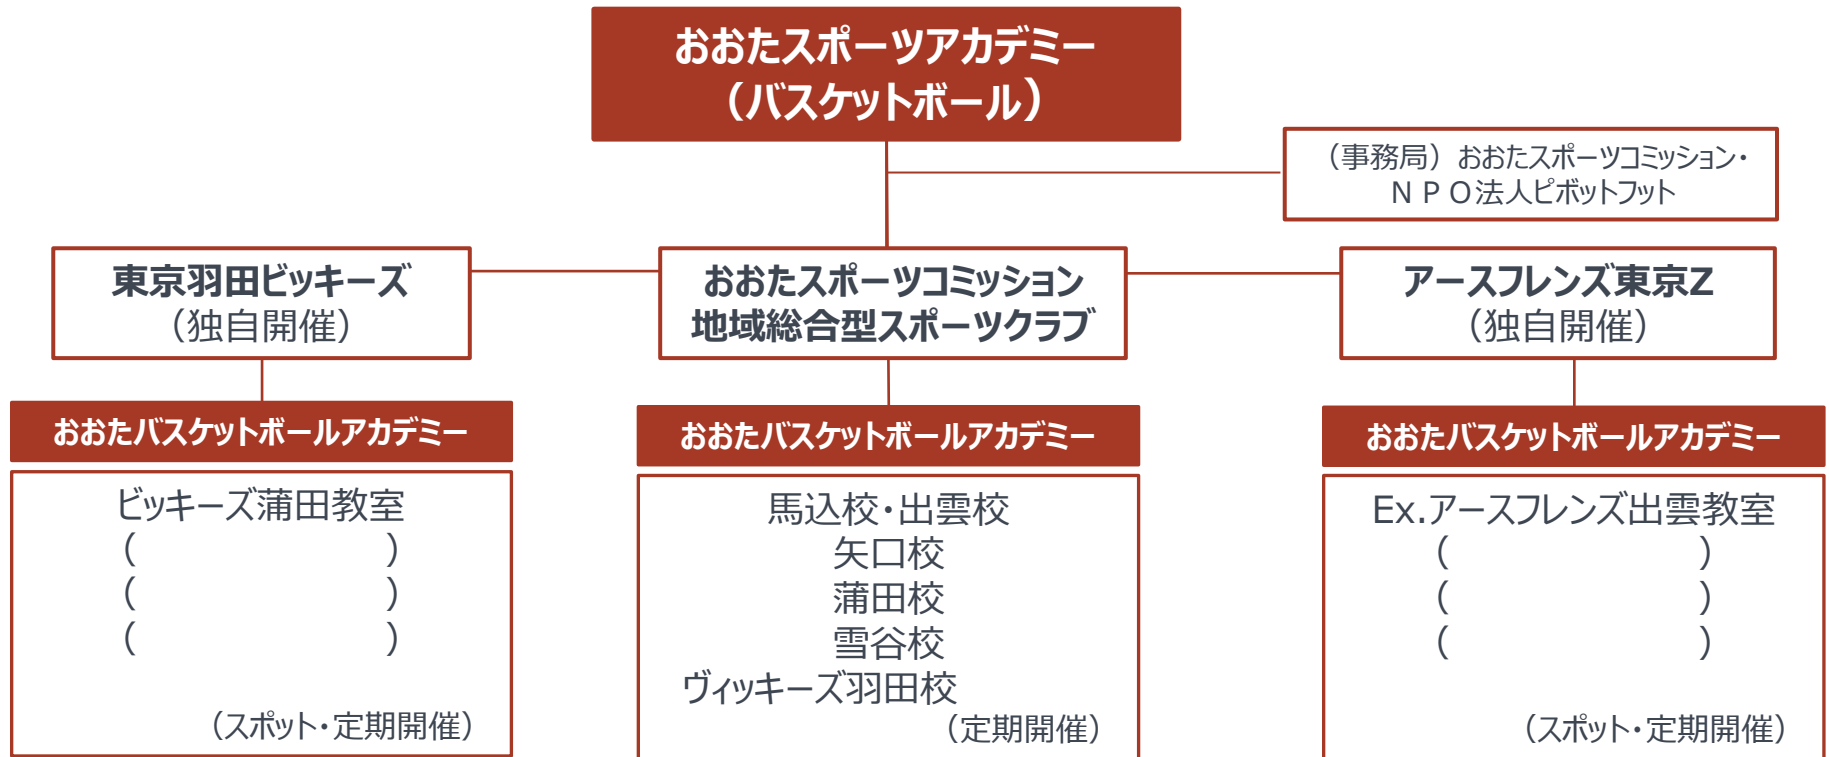 おおたスポーツアカデミー
（バスケットボール）
（事務局）おおたスポーツコミッション・
ＮＰＯ法人ピボットフット
東京羽田ビッキーズ
（独自開催）
おおたスポーツコミッション
地域総合型スポーツクラブ
アースフレンズ東京Z
（独自開催）
おおたバスケットボールアカデミー
ビッキーズ蒲田教室
（　　　　　　　）
（　　　　　　　）
（　　　　　　　）
（スポット・定期開催）
おおたバスケットボールアカデミー
馬込校・出雲校
矢口校
蒲田校
雪谷校
ヴィッキーズ羽田校
（定期開催）
おおたバスケットボールアカデミー
Ex.アースフレンズ出雲教室
（　　　　　　　）
（　　　　　　　）
（　　　　　　　）
（スポット・定期開催）